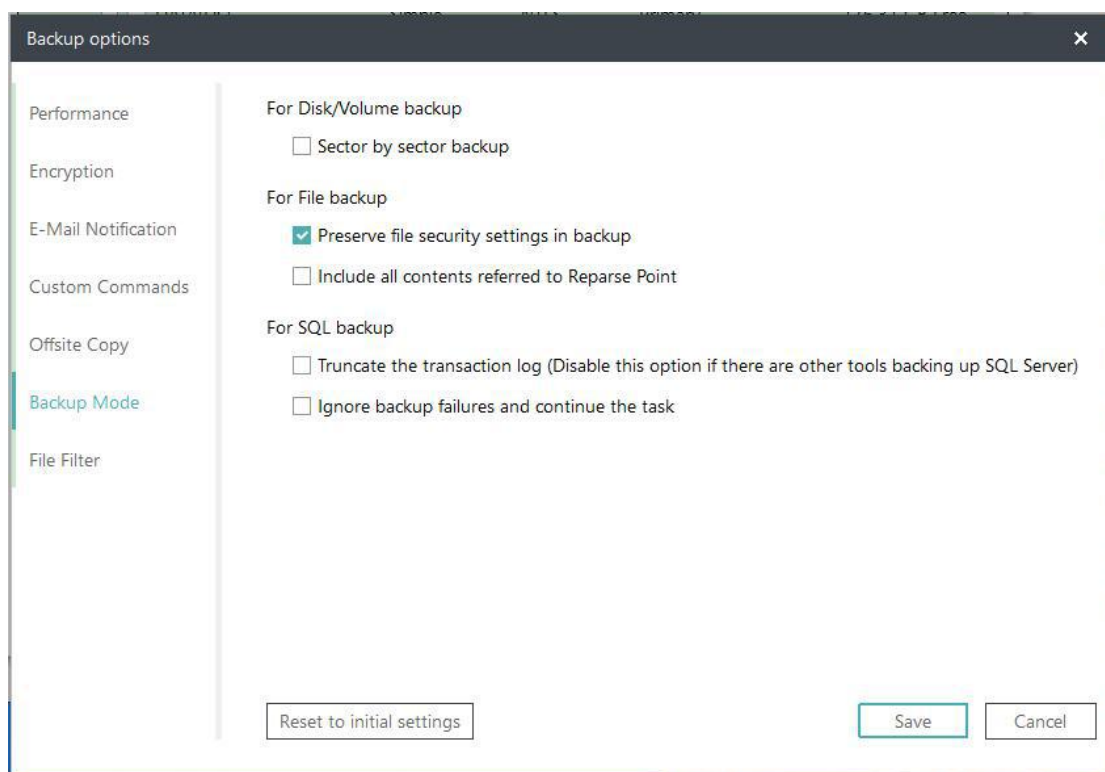 Backup options
Performance
Encryption
E-Mail Notification
Custom Commands
Offsite Copy
Backup Mode
File Filter
For Disk/Volume backup
Sector by sector backup
For File backup
Preserve file security settings in backup
Include all contents referred to Reparse Point
For SQL backup
Truncate the transaction log (Disable this option if there are other tools backing up SQL Server)
Ignore backup failures and continue the task
Reset to initial settings
Save
Cancel